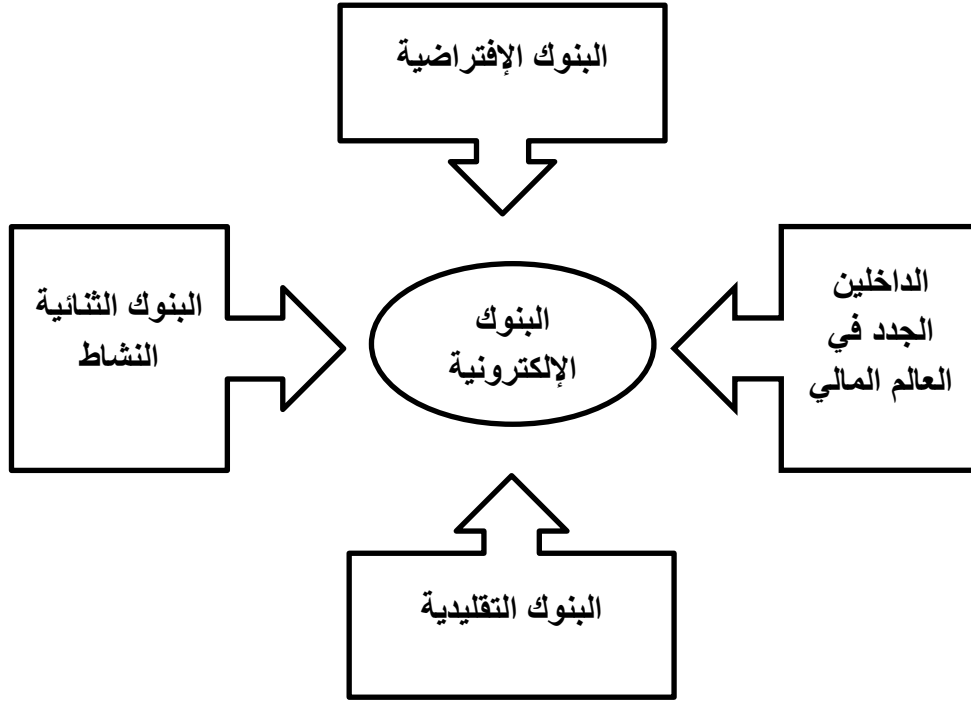 البنوك الإفتراضية
الداخلين
الجدد في
العالم المالي
البنوك
الإلكترونية
البنوك الثنائية
النشاط
البنوك التقليدية